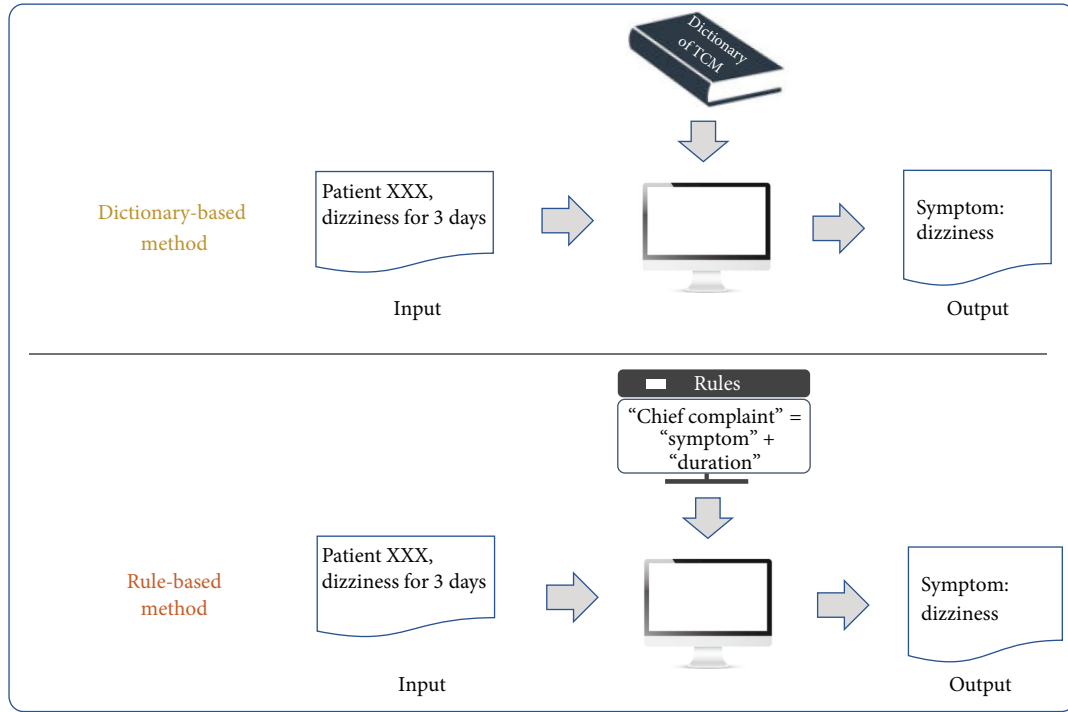 Dictionary
of TCM
Dictionary-based
method
Patient XXX,
dizziness for 3 days
Input
Symptom:
dizziness
Output
Rules
“Chief complaint” =
“symptom” +
“duration”
Rule-based
method
Patient XXX,
dizziness for 3 days
Input
Symptom:
dizziness
Output